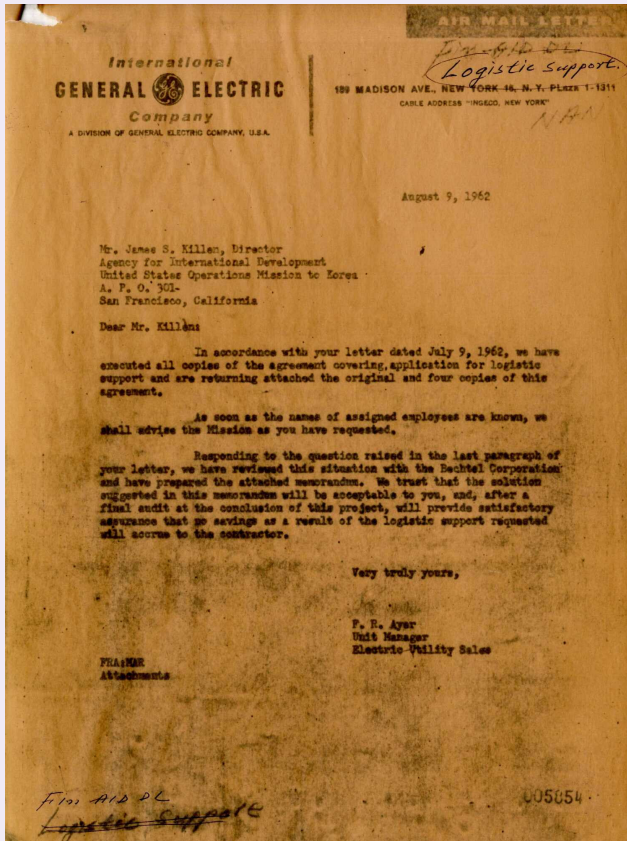 AIR MAIL LETTER
Fin AID DL
Logistic Support.
International
GENERAL GE ELECTRIC
Company
A DIVISION OF GENERAL ELECTRIC COMPANY, U.S.A.
159 MADISON AVE., NEW YORK 16, N. Y. PLaza 1-1311
CABLE ADDRESS "INGECO, NEW YORK"
NAN
August 9, 1962
Mr. James S. Killen, Director
Agency for International Development
United States Operations Mission to Korea
A. P. O. 301-
San Francisco, California
Dear Mr. Killen:
In accordance with your letter dated July 9, 1962, we have
executed all copies of the agreement covering application for logistic
support and are returning attached the original and four copies of this
agreement.
As soon as the names of assigned employees are known, we
shall advise the Mission as you have requested.
Responding to the question raised in the last paragraph of
your letter, we have reviewed this situation with the Bechtel Corporation
and have prepared the attached memorandum. We trust that the solution
suggested in this memorandum will be acceptable to you, and, after a
final audit at the conclusion of this project, will provide satisfactory
assurance that no savings as a result of the logistic support requested
will accrue to the contractor.
Very truly yours,
F. R. Ayer
Unit Manager
Electric Utility Sales
FRA:MAR
Attachments
Fin AID DL
Logistic Support
005054